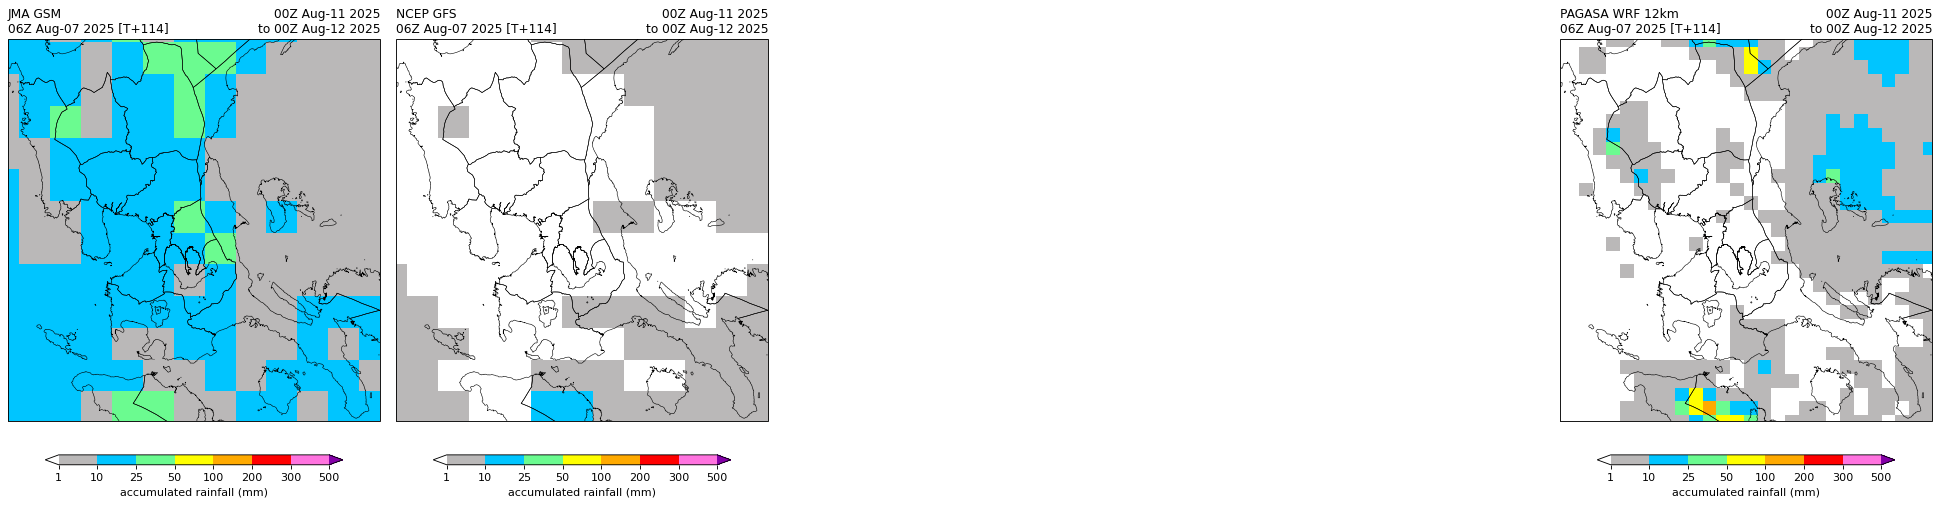 JMA GSM 00Z Aug-11 2025
06Z Aug-07 2025 [T+114] to 00Z Aug-12 2025
1 10 25 50 100 200 300 500
accumulated rainfall (mm)
NCEP GFS 00Z Aug-11 2025
06Z Aug-07 2025 [T+114] to 00Z Aug-12 2025
1 10 25 50 100 200 300 500
accumulated rainfall (mm)
PAGASA WRF 12km 00Z Aug-11 2025
06Z Aug-07 2025 [T+114] to 00Z Aug-12 2025
1 10 25 50 100 200 300 500
accumulated rainfall (mm)